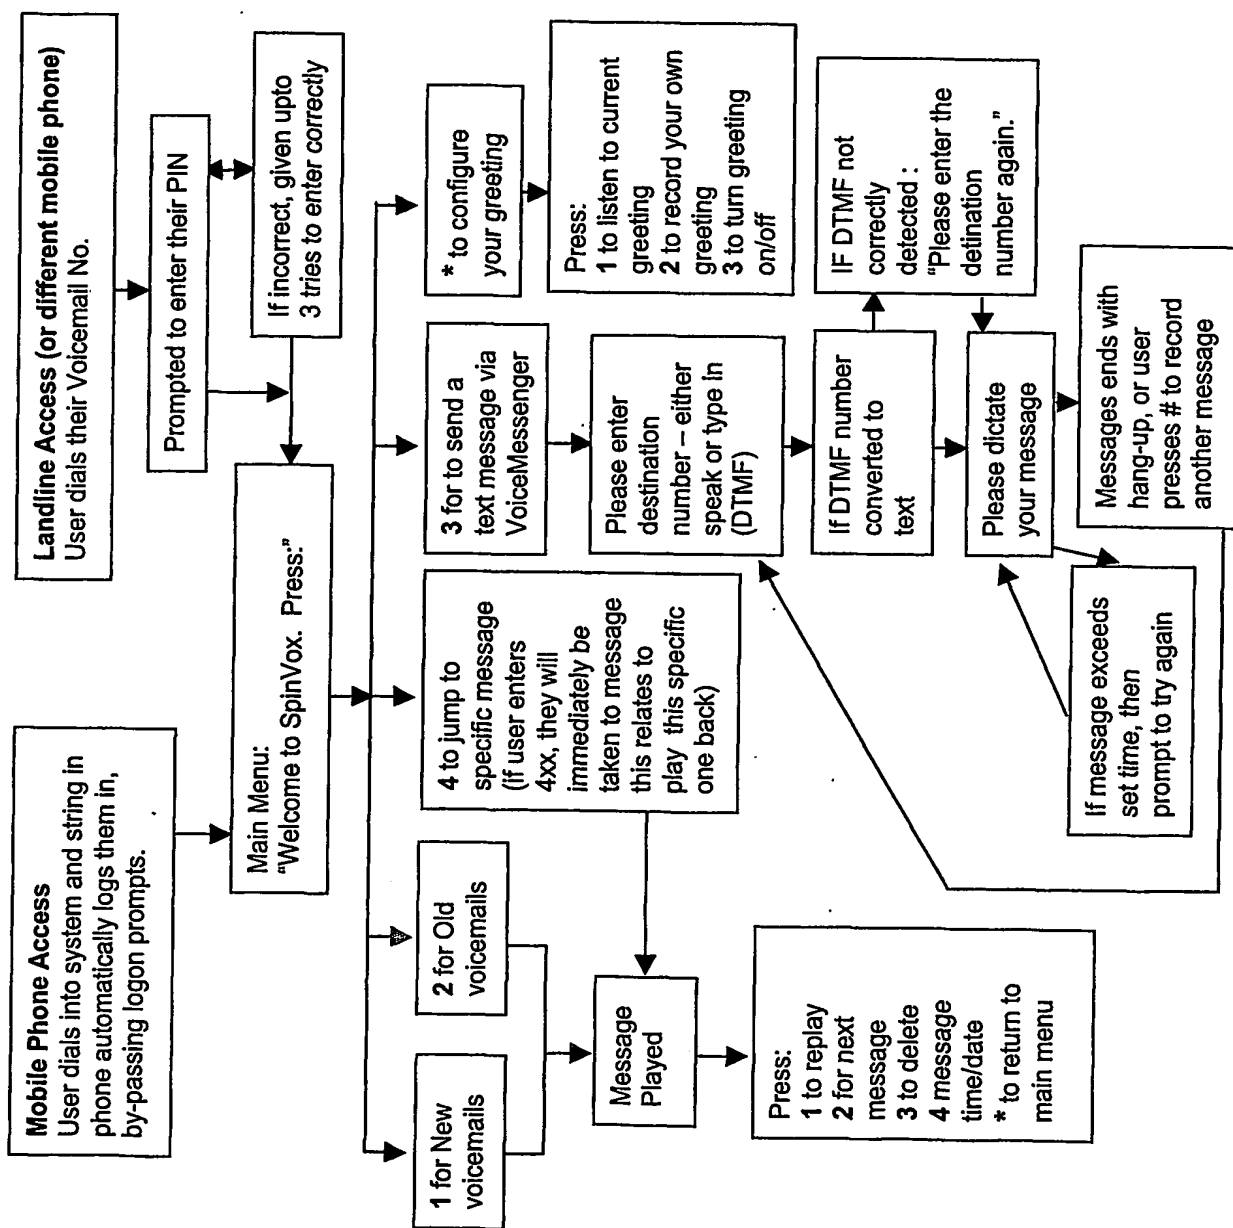 Mobile Phone Access
User dials into system and string in
phone automatically logs them in,
by-passing logon prompts.
Landline Access (or different mobile phone)
User dials their Voicemail No.
Prompted to enter their PIN
If incorrect, given upto
3 tries to enter correctly
Main Menu:
“Welcome to SpinVox. Press:”
1 for New
voicemails
2 for Old
voicemails
4 to jump to
specific message
(if user enters
4xx, they will
immediately be
taken to message
this relates to
play this specific
one back)
3 for to send a
text message via
VoiceMessenger
* to configure
your greeting
Message
Played
Please enter
destination
number – either
speak or type in
(DTMF)
Press:
1 to listen to current
greeting
2 to record your own
greeting
3 to turn greeting
on/off
Press:
1 to replay
2 for next
message
3 to delete
4 message
time/date
* to return to
main menu
If DTMF number
converted to
text
IF DTMF not
correctly
detected :
“Please enter the
detination
number again.”
Please dictate
your message
If message exceeds
set time, then
prompt to try again
Messages ends with
hang-up, or user
presses # to record
another message